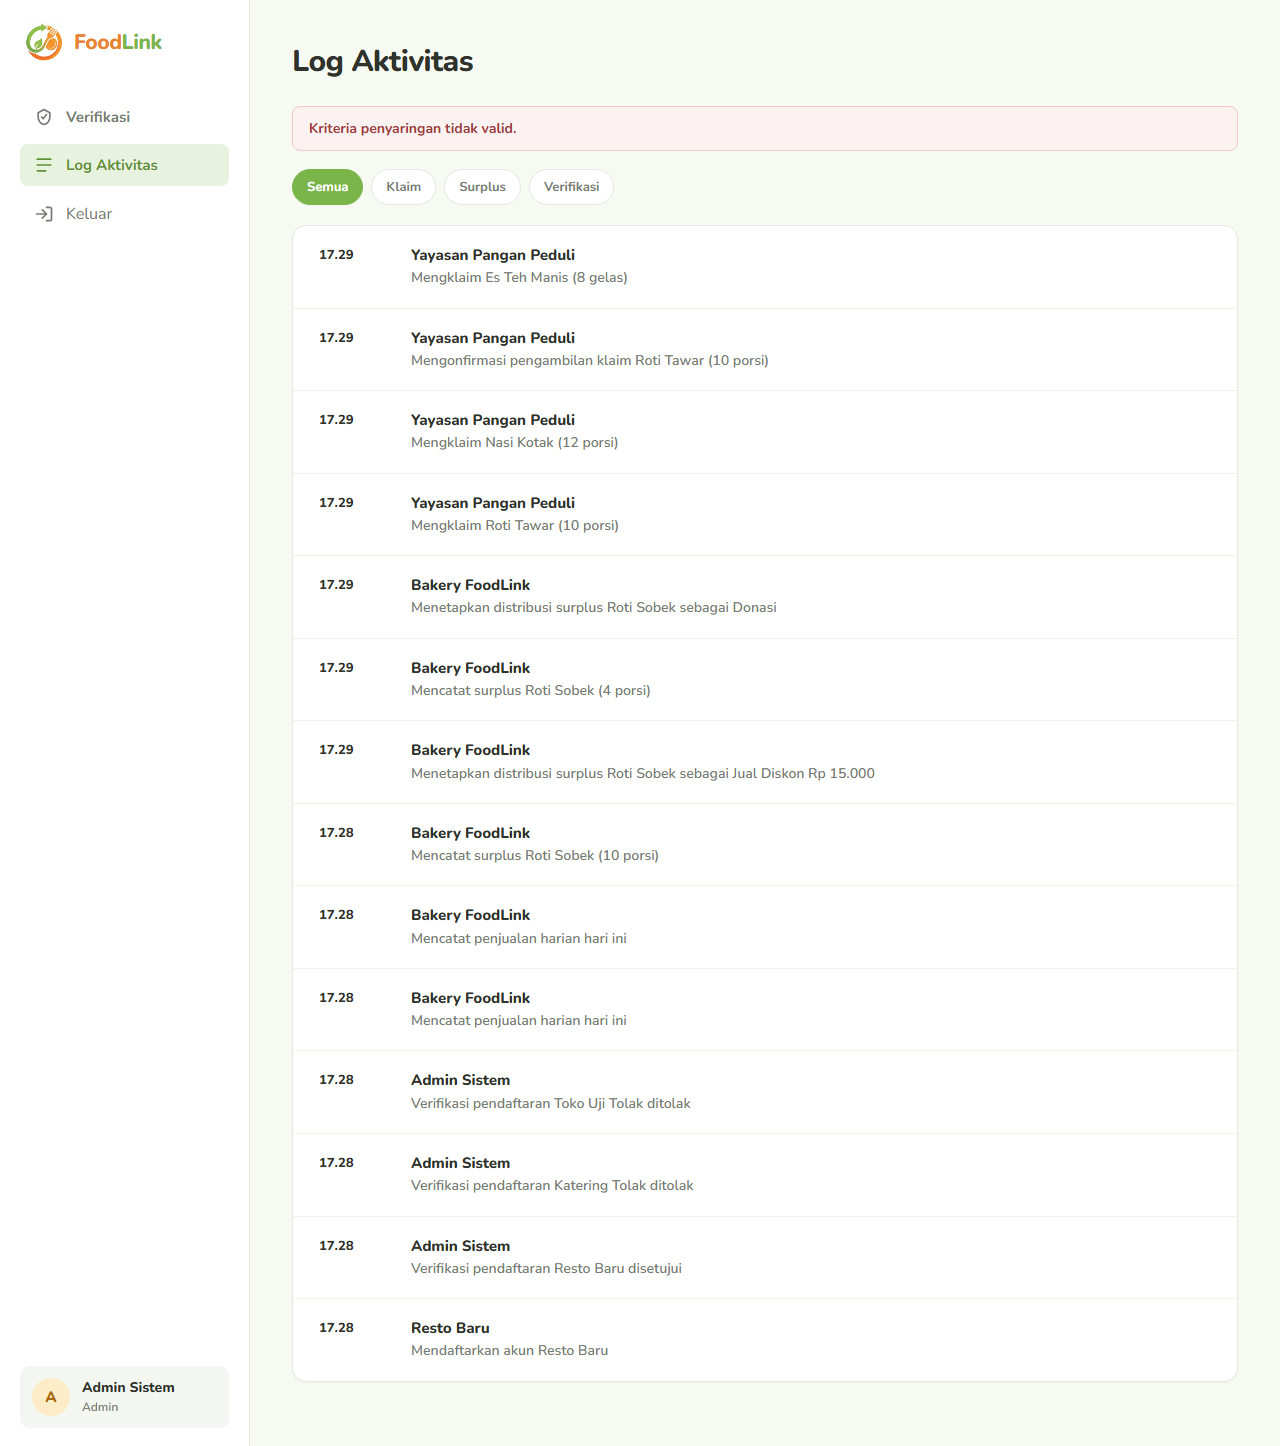 FoodLink
Verifikasi
Log Aktivitas
Keluar
Log Aktivitas
Kriteria penyaringan tidak valid.
Semua
Klaim
Surplus
Verifikasi
17.29
Yayasan Pangan Peduli
Mengklaim Es Teh Manis (8 gelas)
17.29
Yayasan Pangan Peduli
Mengonfirmasi pengambilan klaim Roti Tawar (10 porsi)
17.29
Yayasan Pangan Peduli
Mengklaim Nasi Kotak (12 porsi)
17.29
Yayasan Pangan Peduli
Mengklaim Roti Tawar (10 porsi)
17.29
Bakery FoodLink
Menetapkan distribusi surplus Roti Sobek sebagai Donasi
17.29
Bakery FoodLink
Mencatat surplus Roti Sobek (4 porsi)
17.29
Bakery FoodLink
Menetapkan distribusi surplus Roti Sobek sebagai Jual Diskon Rp 15.000
17.28
Bakery FoodLink
Mencatat surplus Roti Sobek (10 porsi)
17.28
Bakery FoodLink
Mencatat penjualan harian hari ini
17.28
Bakery FoodLink
Mencatat penjualan harian hari ini
17.28
Admin Sistem
Verifikasi pendaftaran Toko Uji Tolak ditolak
17.28
Admin Sistem
Verifikasi pendaftaran Katering Tolak ditolak
17.28
Admin Sistem
Verifikasi pendaftaran Resto Baru disetujui
17.28
Resto Baru
Mendaftarkan akun Resto Baru
A
Admin Sistem
Admin